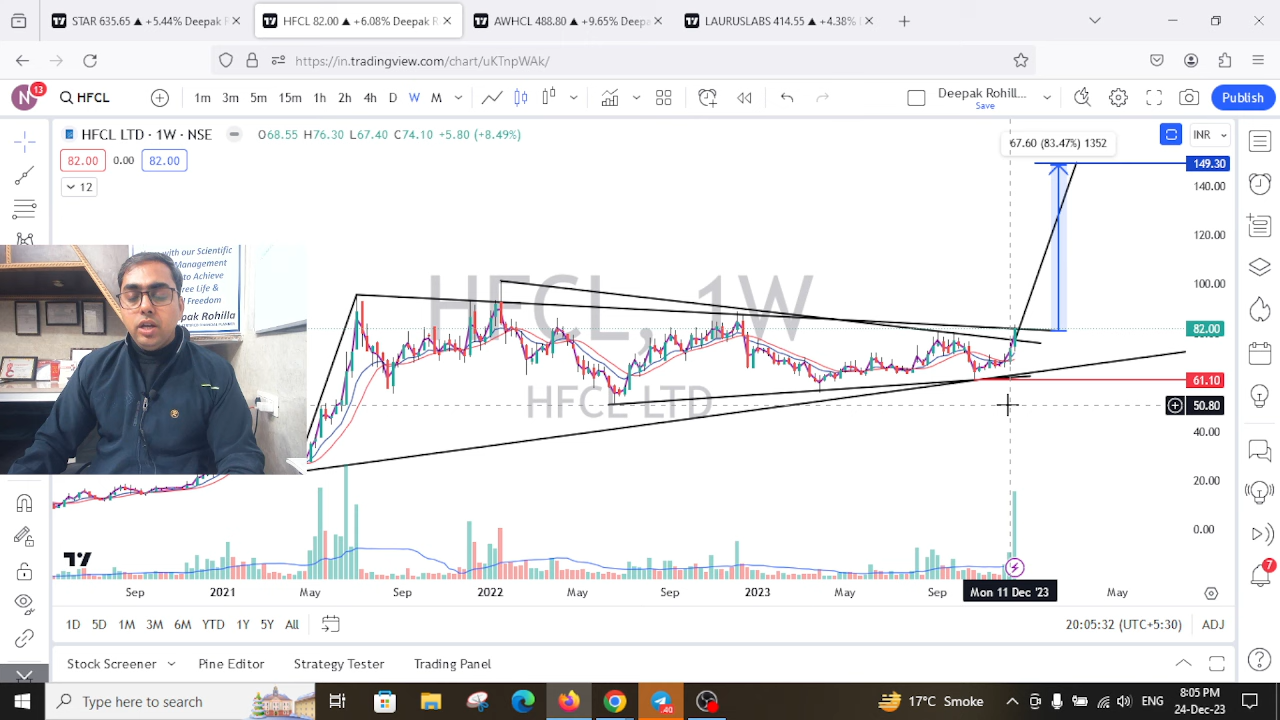 STAR 635.65 ▲ +5.44% Deepak R
HFCL 82.00 ▲ +6.08% Deepak R
AWHCL 488.80 ▲ +9.65% Deepa
LAURUSLABS 414.55 ▲ +4.38%
https://in.tradingview.com/chart/uKTnpWAk/
N 13
HFCL
1m 3m 5m 15m 1h 2h 4h D W M
Deepak Rohill...
Save
Publish
HFCL LTD · 1W · NSE
O68.55 H76.30 L67.40 C74.10 +5.80 (+8.49%)
82.00 0.00 82.00
12
67.60 (83.47%) 1352
INR
149.30
140.00
120.00
100.00
82.00
61.10
50.80
40.00
20.00
0.00
HFCL, 1W
HFCL LTD
with our Scientific
Management
to Achieve
Life &
Freedom
Rohilla
Sep 2021 May Sep 2022 May Sep 2023 May Sep Mon 11 Dec '23 May
1D 5D 1M 3M 6M YTD 1Y 5Y All
20:05:32 (UTC+5:30) ADJ
7
Stock Screener Pine Editor Strategy Tester Trading Panel
Type here to search
40
17°C Smoke
ENG
8:05 PM
24-Dec-23